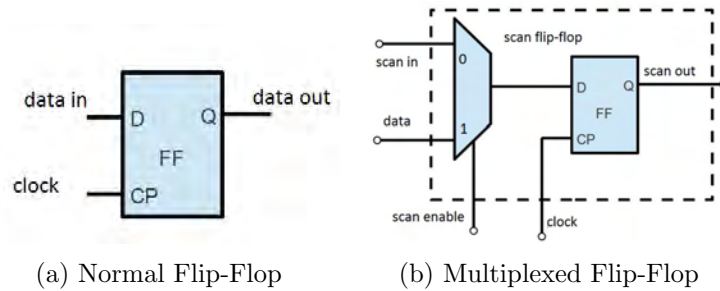 data in
D
Q
data out
FF
clock
CP
(a) Normal Flip-Flop
scan in
0
scan flip-flop
scan out
D
Q
data
1
FF
CP
scan enable
clock
(b) Multiplexed Flip-Flop